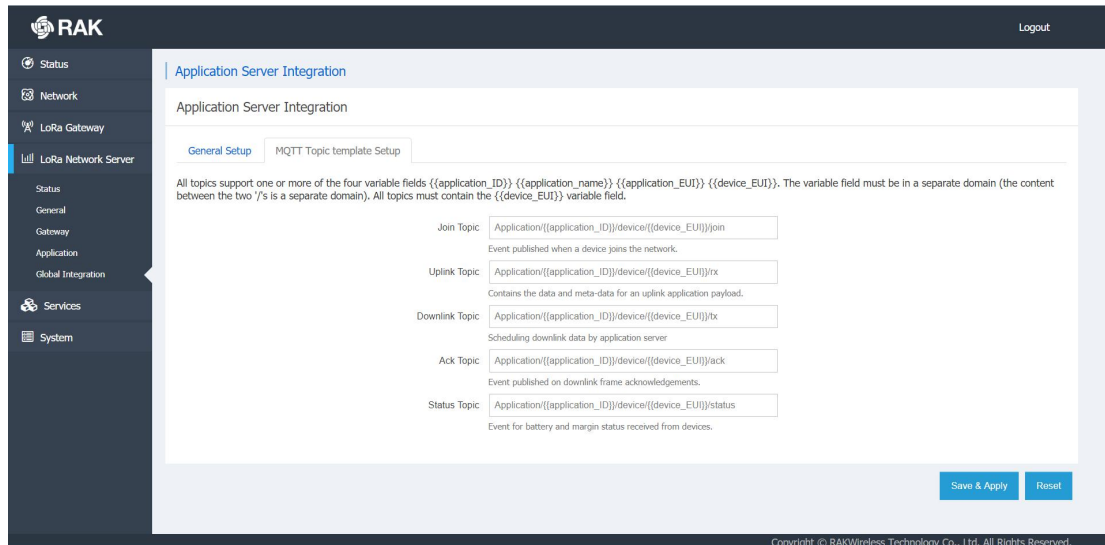 RAK
Logout
Status
Network
LoRa Gateway
LoRa Network Server
Status
General
Gateway
Application
Global Integration
Services
System
Application Server Integration
Application Server Integration
General Setup
MQTT Topic template Setup
All topics support one or more of the four variable fields {{application_ID}} {{application_name}} {{application_EUI}} {{device_EUI}}. The variable field must be in a separate domain (the content
between the two '/'s is a separate domain). All topics must contain the {{device_EUI}} variable field.
Join Topic Application/{{application_ID}}/device/{{device_EUI}}/join
Event published when a device joins the network.
Uplink Topic Application/{{application_ID}}/device/{{device_EUI}}/rx
Contains the data and meta-data for an uplink application payload.
Downlink Topic Application/{{application_ID}}/device/{{device_EUI}}/tx
Scheduling downlink data by application server
Ack Topic Application/{{application_ID}}/device/{{device_EUI}}/ack
Event published on downlink frame acknowledgements.
Status Topic Application/{{application_ID}}/device/{{device_EUI}}/status
Event for battery and margin status received from devices.
Save & Apply
Reset
Copyright © RAKWireless Technology Co., Ltd. All Rights Reserved.